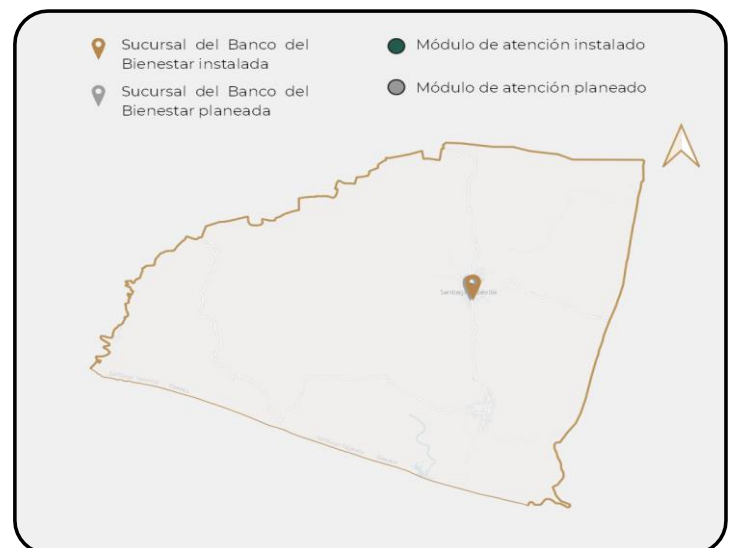 Sucursal del Banco del
Bienestar instalada
Sucursal del Banco del
Bienestar planeada
Módulo de atención instalado
Módulo de atención planeado
Santiago